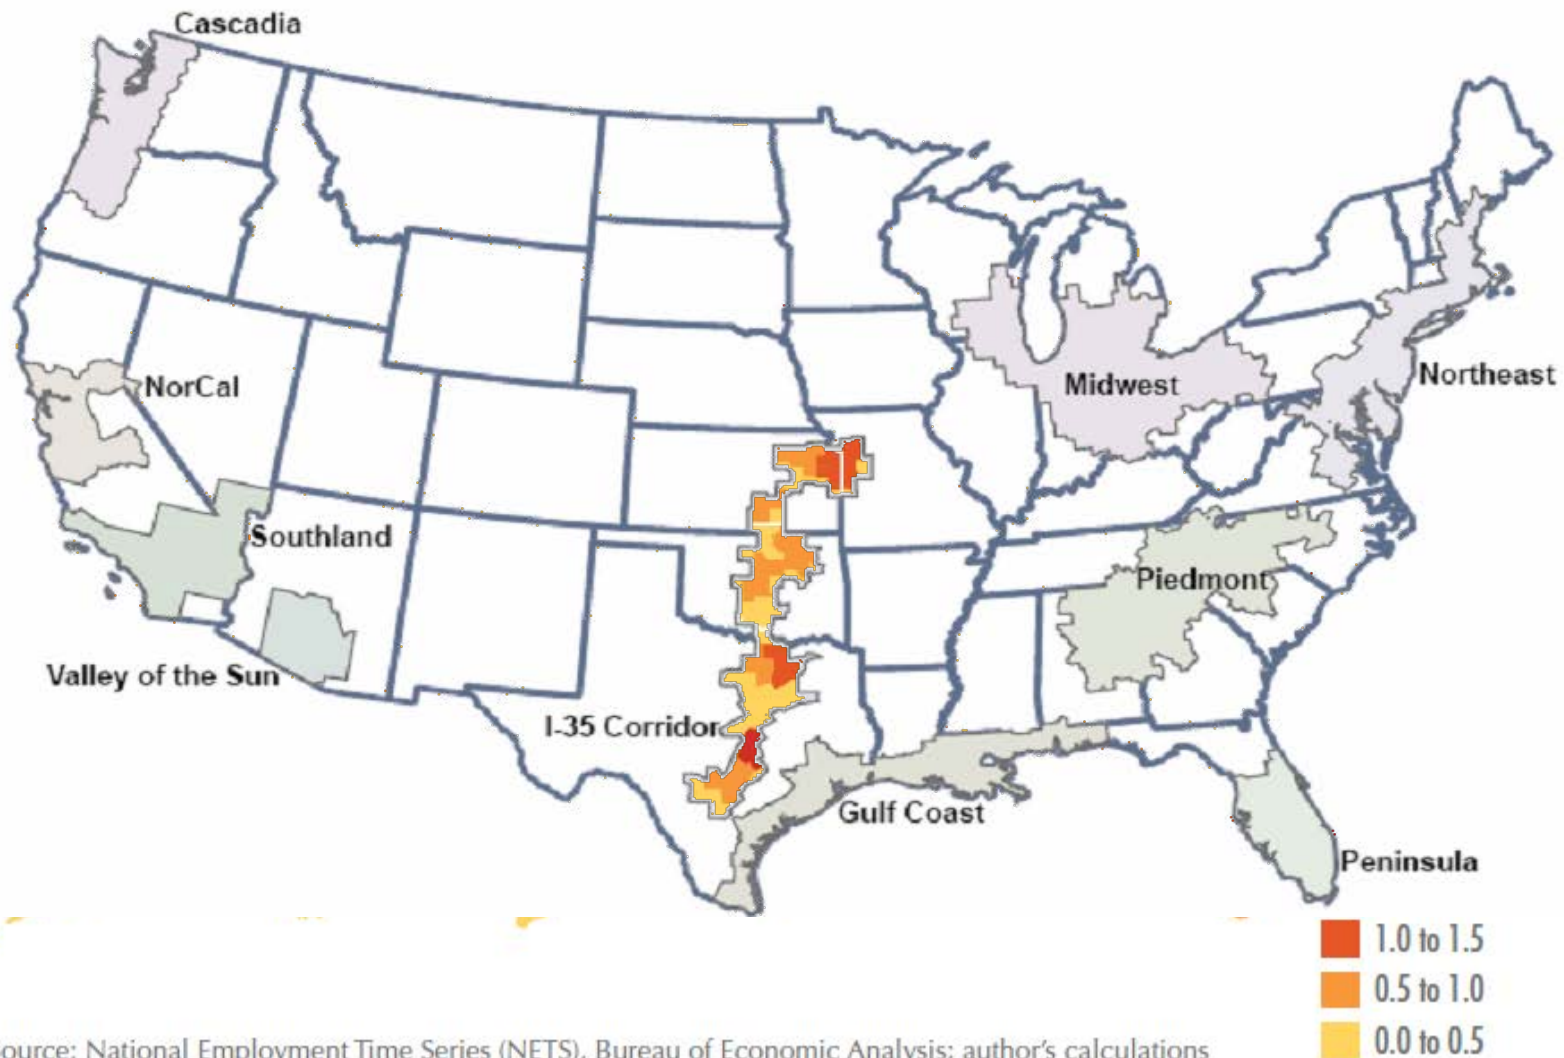 Cascadia
NorCal
Midwest
Northeast
Southland
Piedmont
Valley of the Sun
I-35 Corridor
Gulf Coast
Peninsula
1.0 to 1.5
0.5 to 1.0
0.0 to 0.5
ource: National Employment Time Series (NETS), Bureau of Economic Analysis; author's calculations